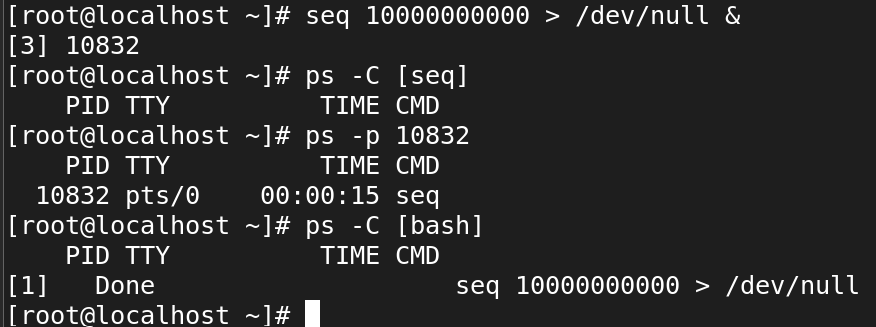 [root@localhost ~]# seq 10000000000 > /dev/null &
[3] 10832
[root@localhost ~]# ps -C [seq]
    PID TTY          TIME CMD
[root@localhost ~]# ps -p 10832
    PID TTY          TIME CMD
  10832 pts/0    00:00:15 seq
[root@localhost ~]# ps -C [bash]
    PID TTY          TIME CMD
[1]   Done                    seq 10000000000 > /dev/null
[root@localhost ~]#